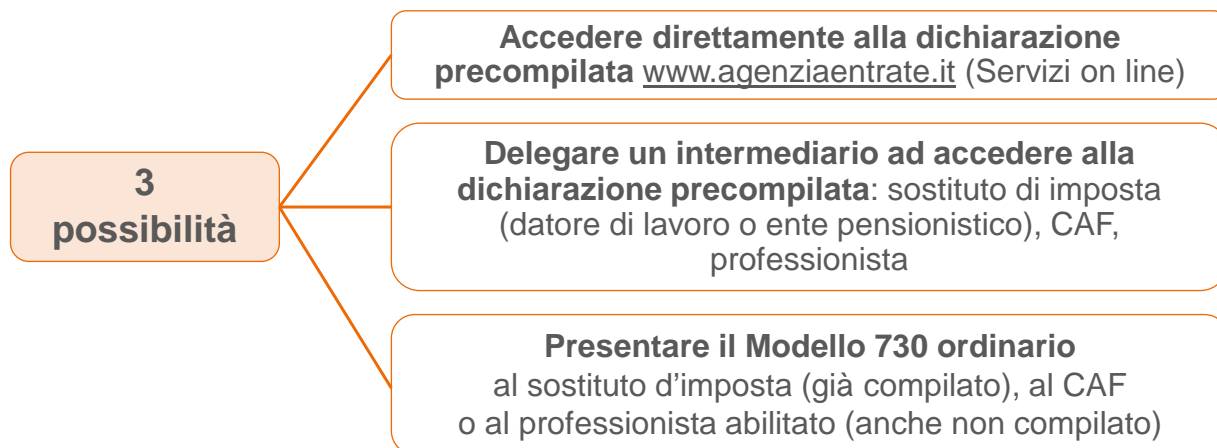 3
possibilità
Accedere direttamente alla dichiarazione
precompilata www.agenziaentrate.it (Servizi on line)
Delegare un intermediario ad accedere alla
dichiarazione precompilata: sostituto di imposta
(datore di lavoro o ente pensionistico), CAF,
professionista
Presentare il Modello 730 ordinario
al sostituto d’imposta (già compilato), al CAF
o al professionista abilitato (anche non compilato)